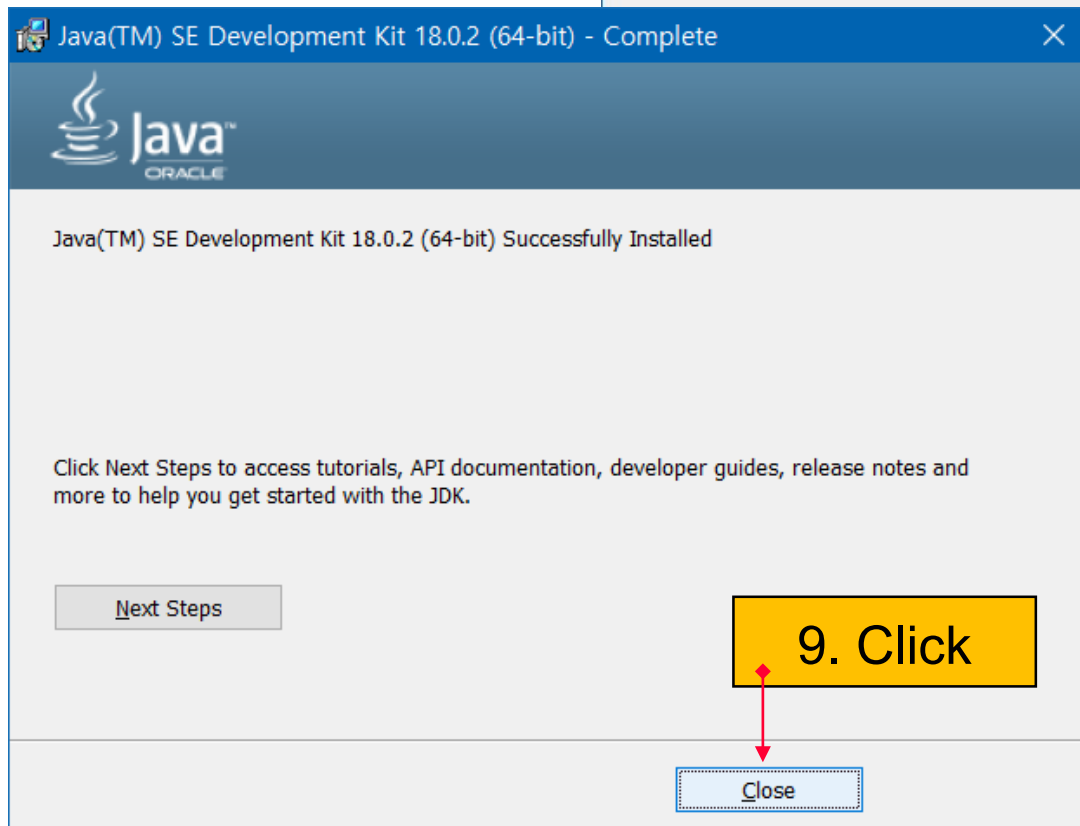 Java(TM) SE Development Kit 18.0.2 (64-bit) - Complete
Java™
ORACLE
Java(TM) SE Development Kit 18.0.2 (64-bit) Successfully Installed
Click Next Steps to access tutorials, API documentation, developer guides, release notes and
more to help you get started with the JDK.
Next Steps
9. Click
Close